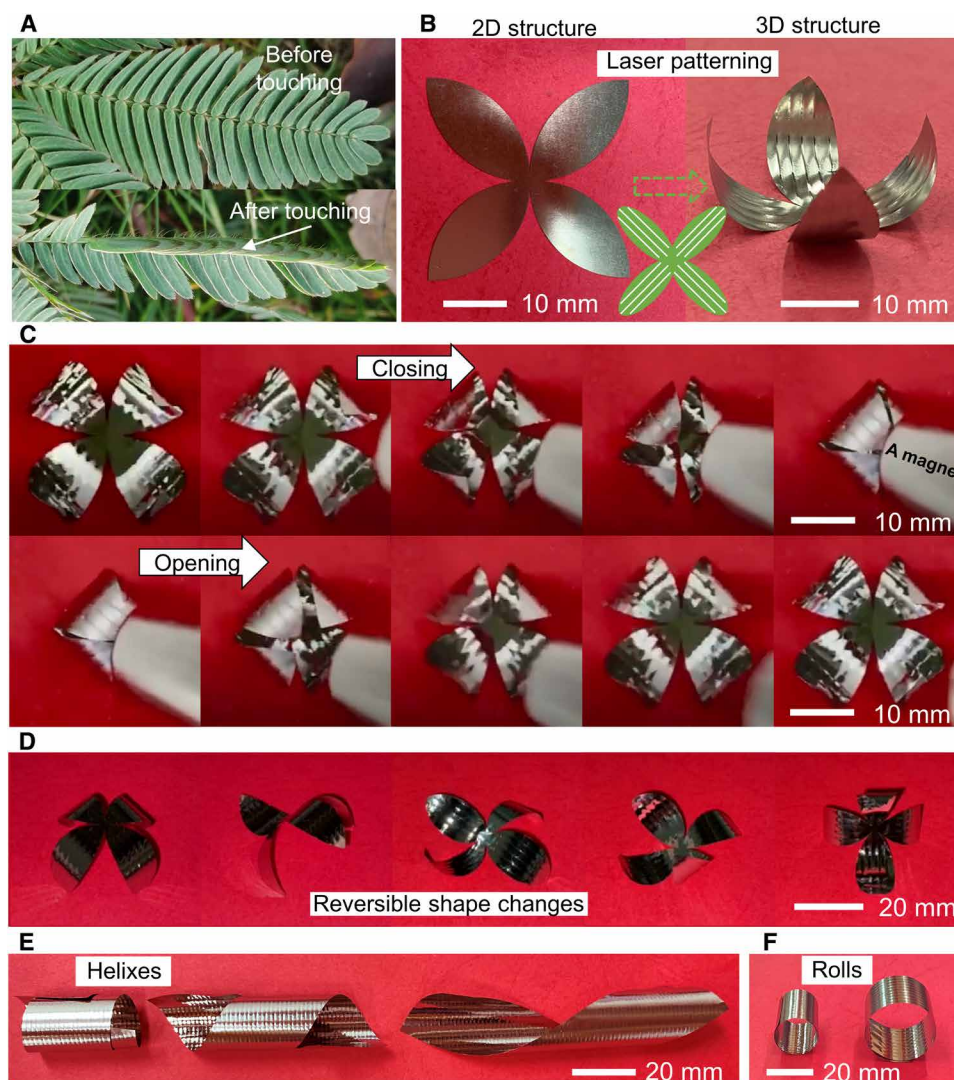 A
Before
touching
After touching
B
2D structure
3D structure
Laser patterning
10 mm
10 mm
C
Closing
A magne
10 mm
Opening
10 mm
D
Reversible shape changes
20 mm
E
Helixes
20 mm
F
Rolls
20 mm